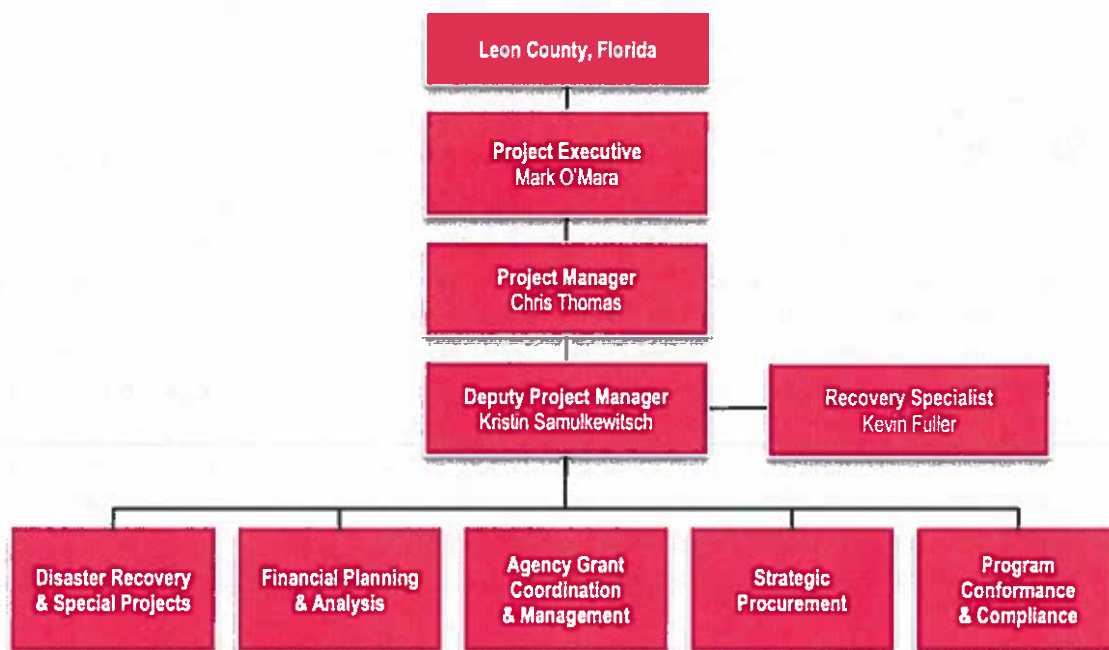 Leon County, Florida
Project Executive
Mark O'Mara
Project Manager
Chris Thomas
Deputy Project Manager
Kristin Samulkewitsch
Recovery Specialist
Kevin Fuller
Disaster Recovery
& Special Projects
Financial Planning
& Analysis
Agency Grant
Coordination
& Management
Strategic
Procurement
Program
Conformance
& Compliance